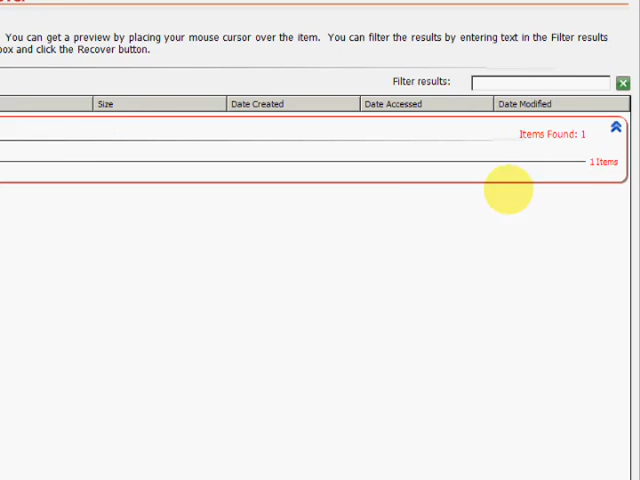 You can get a preview by placing your mouse cursor over the item. You can filter the results by entering text in the Filter results
box and click the Recover button.
Filter results:
Size Date Created Date Accessed Date Modified
Items Found: 1
1 Items